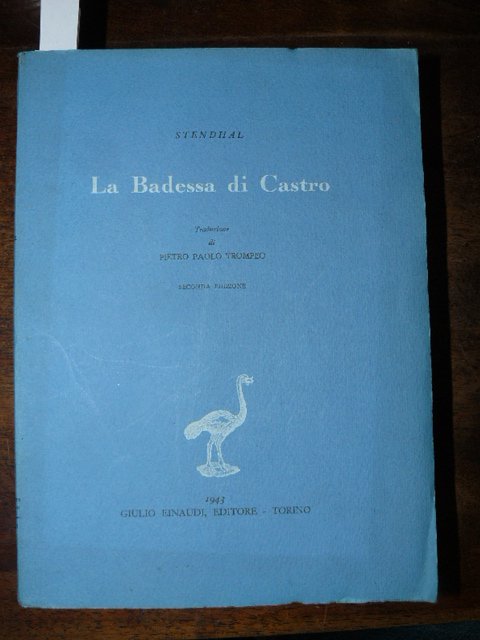 STENDHAL
La Badessa di Castro
Traduzione
di
PIETRO PAOLO TROMPEO
SECONDA EDIZIONE
1943
GIULIO EINAUDI, EDITORE - TORINO